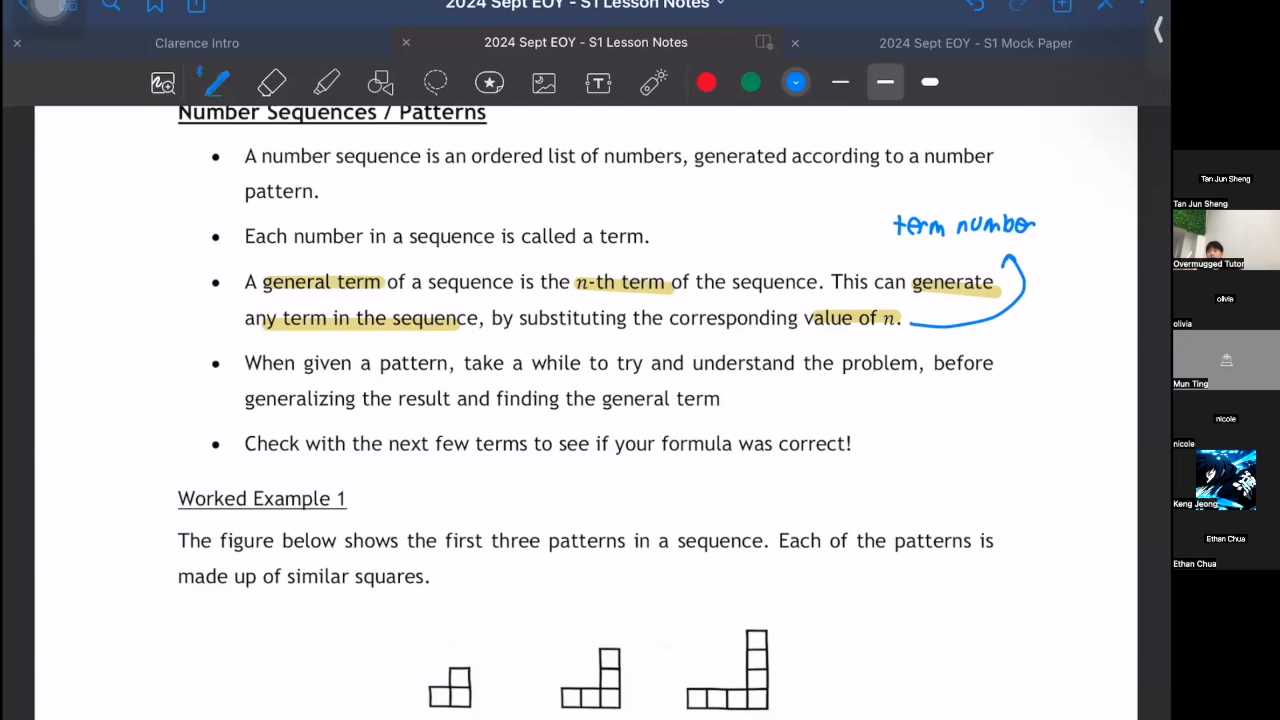 2024 Sept EOY - S1 Lesson Notes
Clarence Intro
2024 Sept EOY - S1 Lesson Notes
2024 Sept EOY - S1 Mock Paper
Number Sequences / Patterns
• A number sequence is an ordered list of numbers, generated according to a number
pattern.
• Each number in a sequence is called a term.
term number
• A general term of a sequence is the n-th term of the sequence. This can generate
any term in the sequence, by substituting the corresponding value of n.
• When given a pattern, take a while to try and understand the problem, before
generalizing the result and finding the general term
• Check with the next few terms to see if your formula was correct!
Worked Example 1
The figure below shows the first three patterns in a sequence. Each of the patterns is
made up of similar squares.
Tan Jun Sheng
Tan Jun Sheng
Overmugged Tutor
olivia
olivia
Mun Ting
nicole
nicole
Keng Jeong
Ethan Chua
Ethan Chua